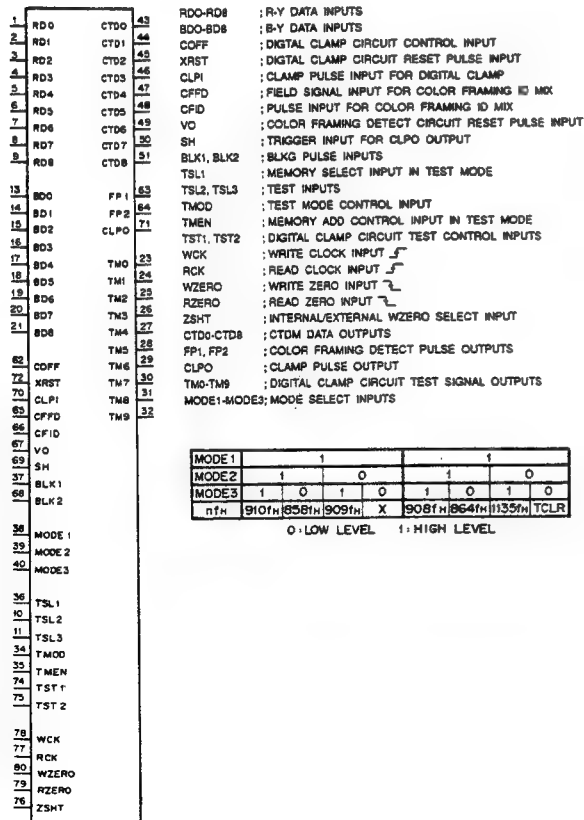 1 RD0 CTD0 43
2 RD1 CTD1 44
3 RD2 CTD2 45
4 RD3 CTD3 46
5 RD4 CTD4 47
6 RD5 CTD5 48
7 RD6 CTD6 49
8 RD7 CTD7 50
9 RD8 CTD8 51
13 BD0 FP1 63
14 BD1 FP2 64
15 BD2 CLPO 71
16 BD3
17 BD4 TM0 23
18 BD5 TM1 24
19 BD6 TM2 25
20 BD7 TM3 26
21 BD8 TM4 27
TM5 28
62 COFF TM6 29
72 XRST TM7 30
70 CLPI TM8 31
65 CFFD TM9 32
66 CFID
67 VO
69 SH
37 BLK1
68 BLK2
38 MODE 1
39 MODE 2
40 MODE3
36 TSL1
10 TSL2
11 TSL3
34 TMOD
35 TMEN
74 TST1
75 TST2
78 WCK
77 RCK
80 WZERO
79 RZERO
76 ZSHT
RD0-RD8 ; R-Y DATA INPUTS
BD0-BD8 ; B-Y DATA INPUTS
COFF ; DIGTAL CLAMP CIRCUIT CONTROL INPUT
XRST ; DIGTAL CLAMP CIRCUIT RESET PULSE INPUT
CLPI ; CLAMP PULSE INPUT FOR DIGITAL CLAMP
CFFD ; FIELD SIGNAL INPUT FOR COLOR FRAMING ID MIX
CFID ; PULSE INPUT FOR COLOR FRAMING ID MIX
VO ; COLOR FRAMING DETECT CIRCUIT RESET PULSE INPUT
SH ; TRIGGER INPUT FOR CLPO OUTPUT
BLK1, BLK2 ; BLKG PULSE INPUTS
TSL1 ; MEMORY SELECT INPUT IN TEST MODE
TSL2, TSL3 ; TEST INPUTS
TMOD ; TEST MODE CONTROL INPUT
TMEN ; MEMORY ADD CONTROL INPUT IN TEST MODE
TST1, TST2 ; DIGITAL CLAMP CIRCUIT TEST CONTROL INPUTS
WCK ; WRITE CLOCK INPUT
RCK ; READ CLOCK INPUT
WZERO ; WRITE ZERO INPUT
RZERO ; READ ZERO INPUT
ZSHT ; INTERNAL/EXTERNAL WZERO SELECT INPUT
CTD0-CTD8 ; CTDM DATA OUTPUTS
FP1, FP2 ; COLOR FRAMING DETECT PULSE OUTPUTS
CLPO ; CLAMP PULSE OUTPUT
TM0-TM9 ; DIGITAL CLAMP CIRCUIT TEST SIGNAL OUTPUTS
MODE1-MODE3; MODE SELECT INPUTS
MODE 1 1 1
MODE2 1 0 1 0
MODE3 1 0 1 0 1 0 1 0
nfH 910fH 858fH 909fH X 908fH 864fH 1135fH TCLR
0 : LOW LEVEL 1 : HIGH LEVEL